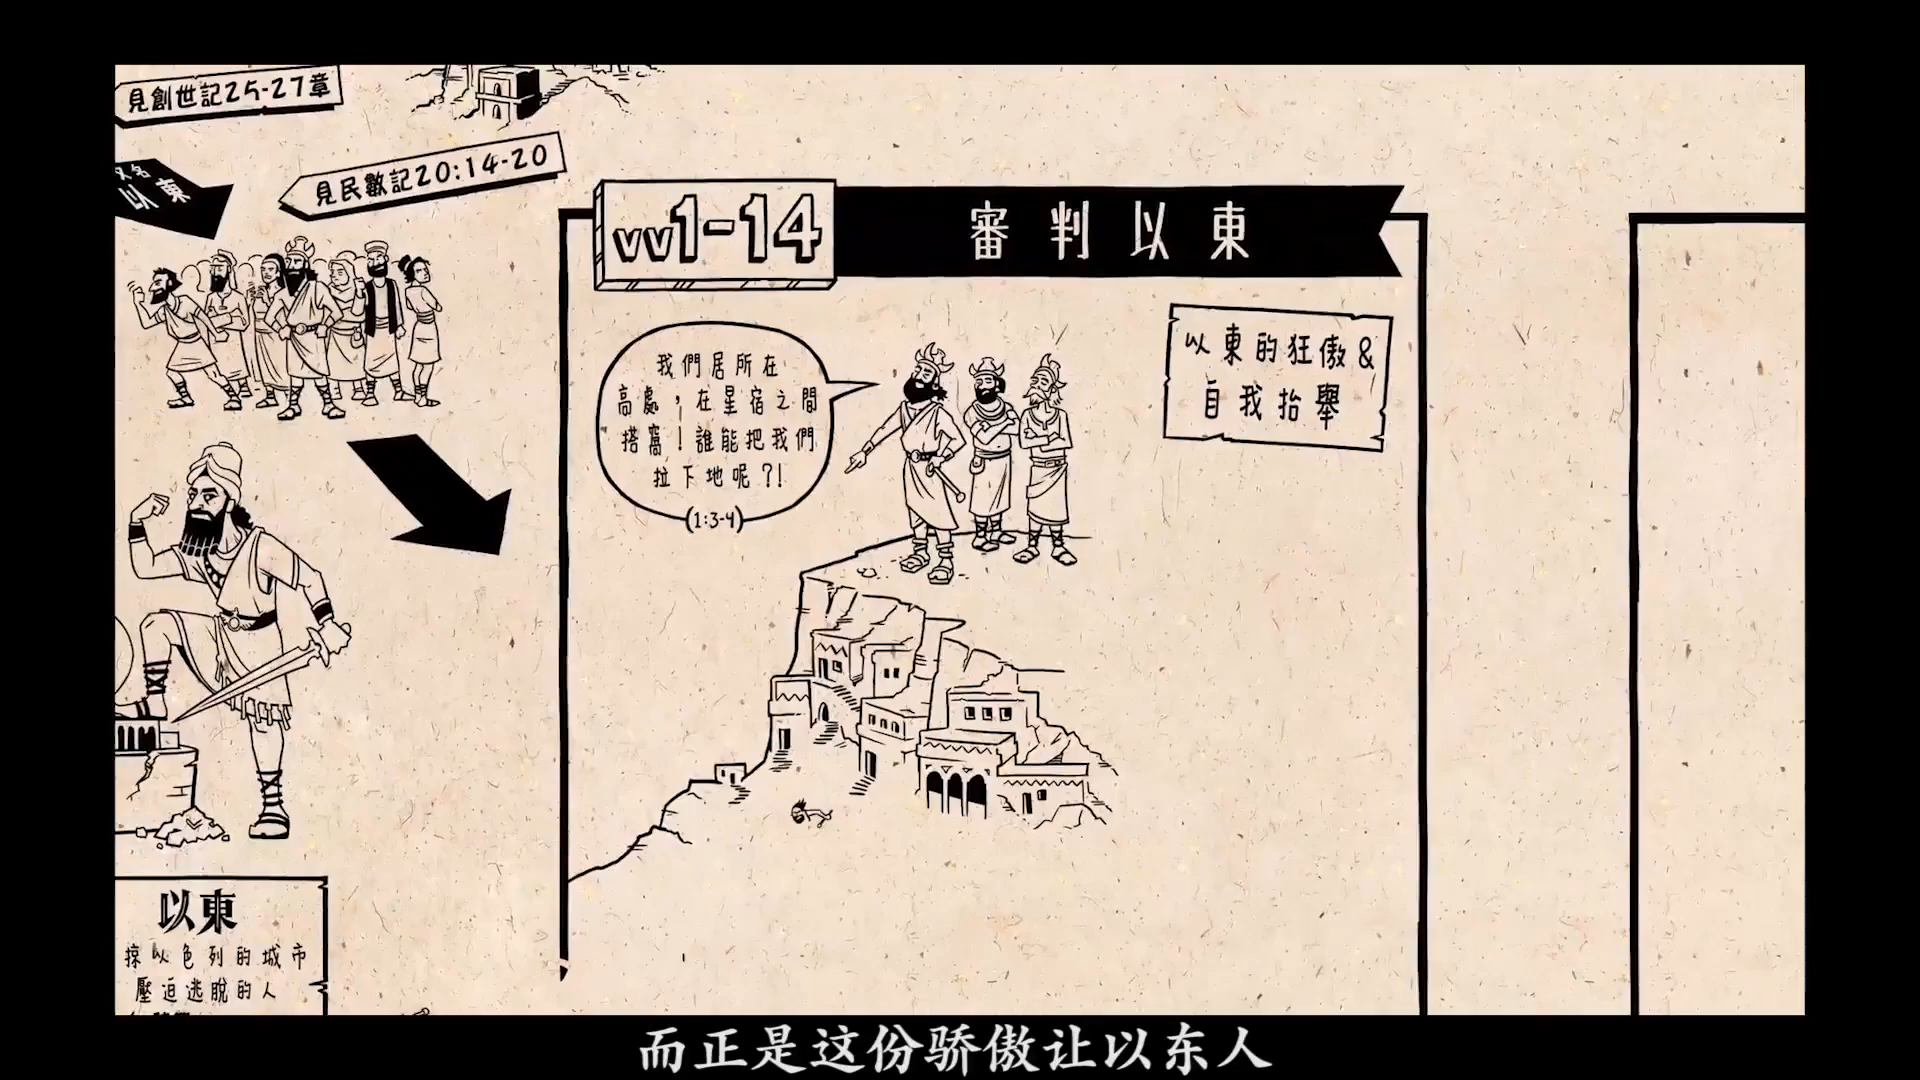 見創世記25-27章
見民數記20:14-20
又名
以東
vv1-14
審判以東
我們居所在
高處，在星宿之間
搭窩！誰能把我們
拉下地呢？!
(1:3-4)
以東的狂傲&
自我抬舉
以東
掠以色列的城市
壓迫逃脫的人
而正是这份骄傲让以东人